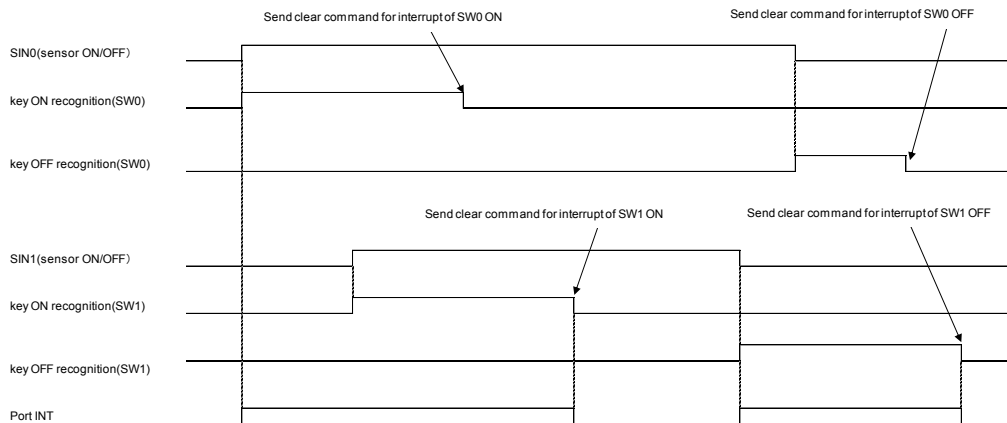 Send clear command for interrupt of SW0 ON
Send clear command for interrupt of SW0 OFF
SIN0(sensor ON/OFF)
key ON recognition(SW0)
key OFF recognition(SW0)
Send clear command for interrupt of SW1 ON
Send clear command for interrupt of SW1 OFF
SIN1(sensor ON/OFF)
key ON recognition(SW1)
key OFF recognition(SW1)
Port INT